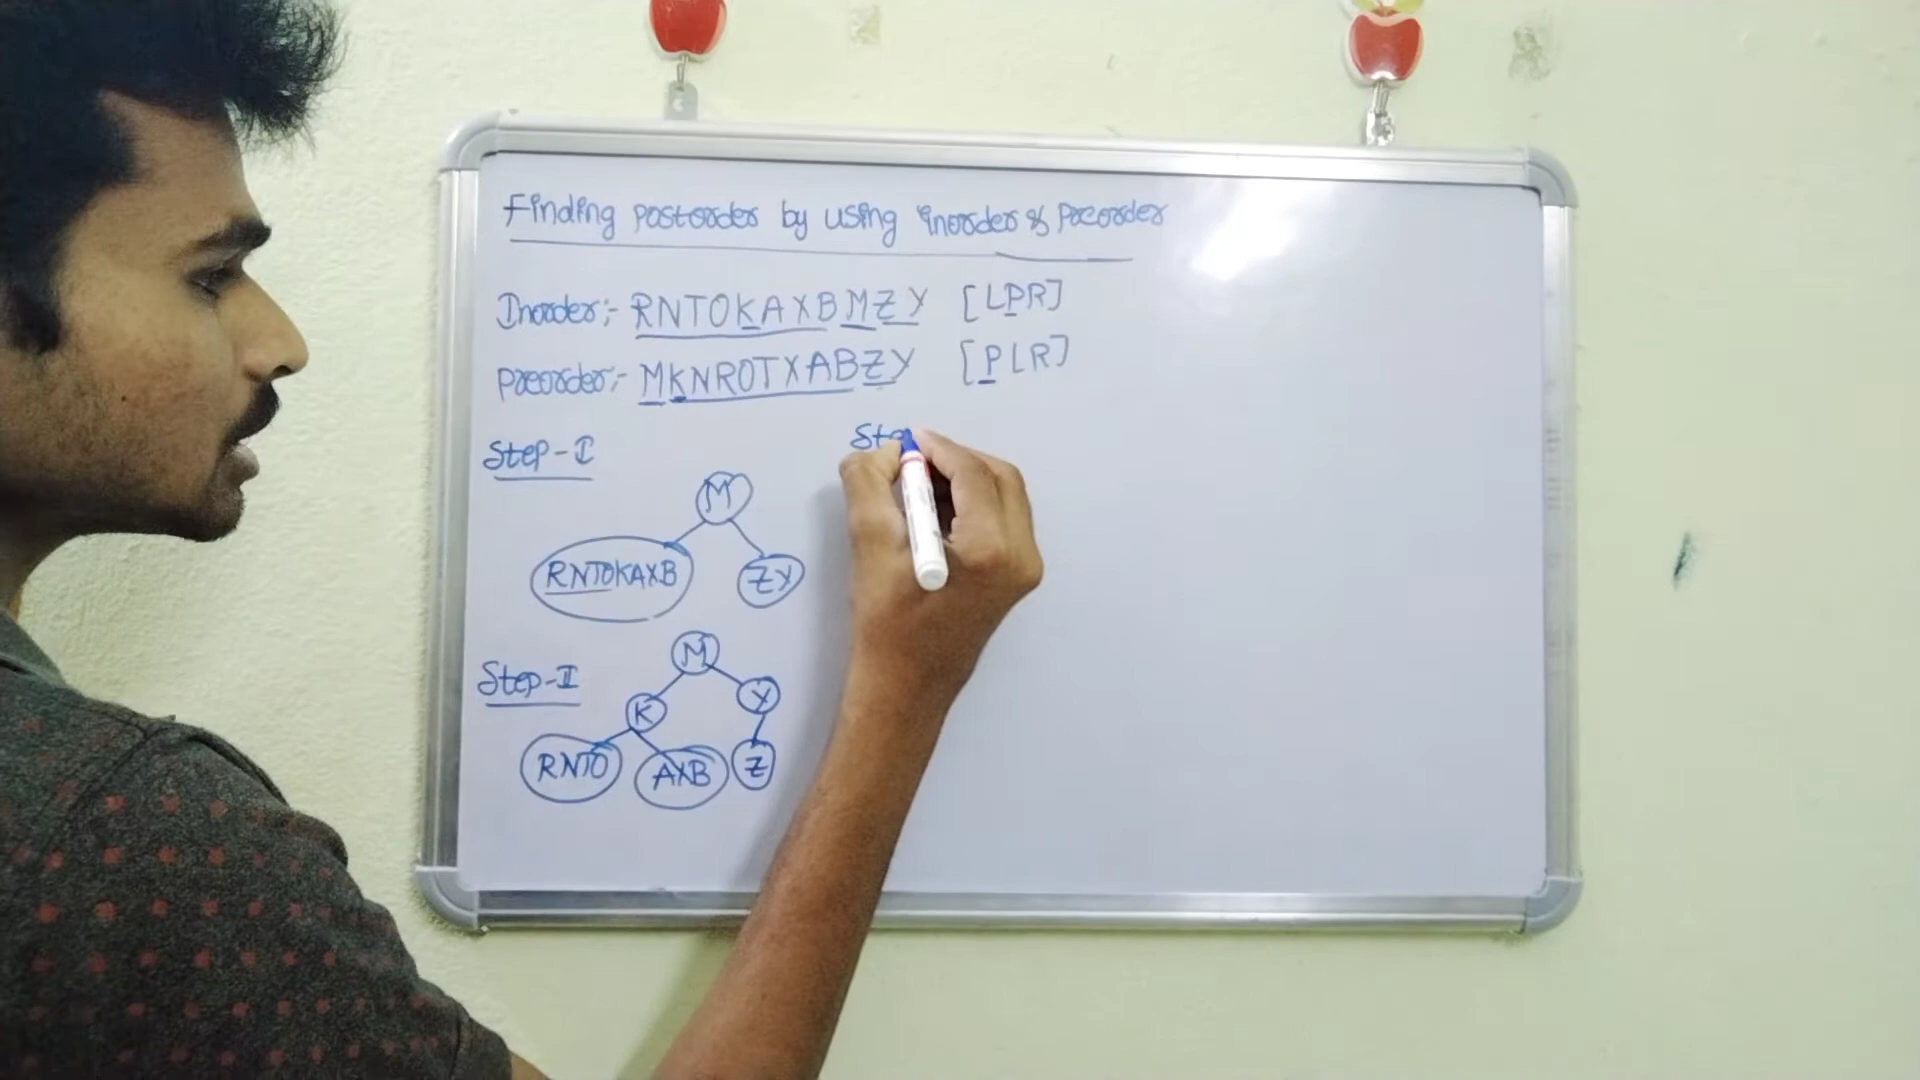 Finding postorder by using inorder & preorder
Inorder:- RNTOKAXBMZY [LPR]
preorder:- MKNROTXABZY [PLR]
Step-I
M
RNTOKAXB
ZY
Step-II
M
K
Y
RNTO
AXB
Z
Ste